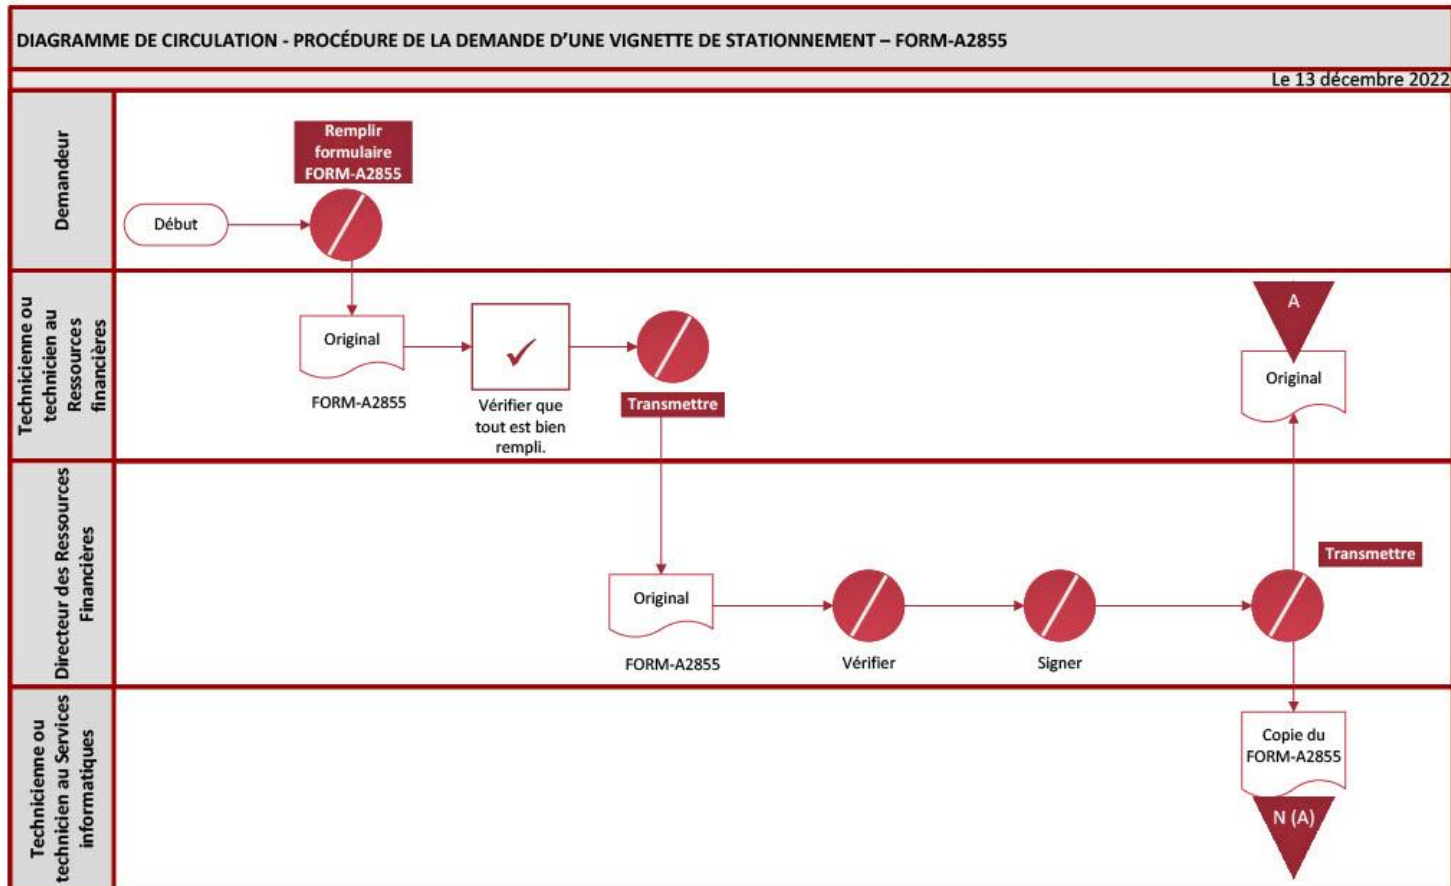 DIAGRAMME DE CIRCULATION - PROCÉDURE DE LA DEMANDE D'UNE VIGNETTE DE STATIONNEMENT – FORM-A2855
Le 13 décembre 2022
Demandeur
Remplir
formulaire
FORM-A2855
Début
Technicienne ou
technicien au
Ressources
financières
Original
FORM-A2855
✓
Vérifier que
tout est bien
rempli.
Transmettre
A
Original
Directeur des Ressources
Financières
Original
FORM-A2855
Vérifier
Signer
Transmettre
Technicienne ou
technicien au Services
informatiques
Copie du
FORM-A2855
N (A)